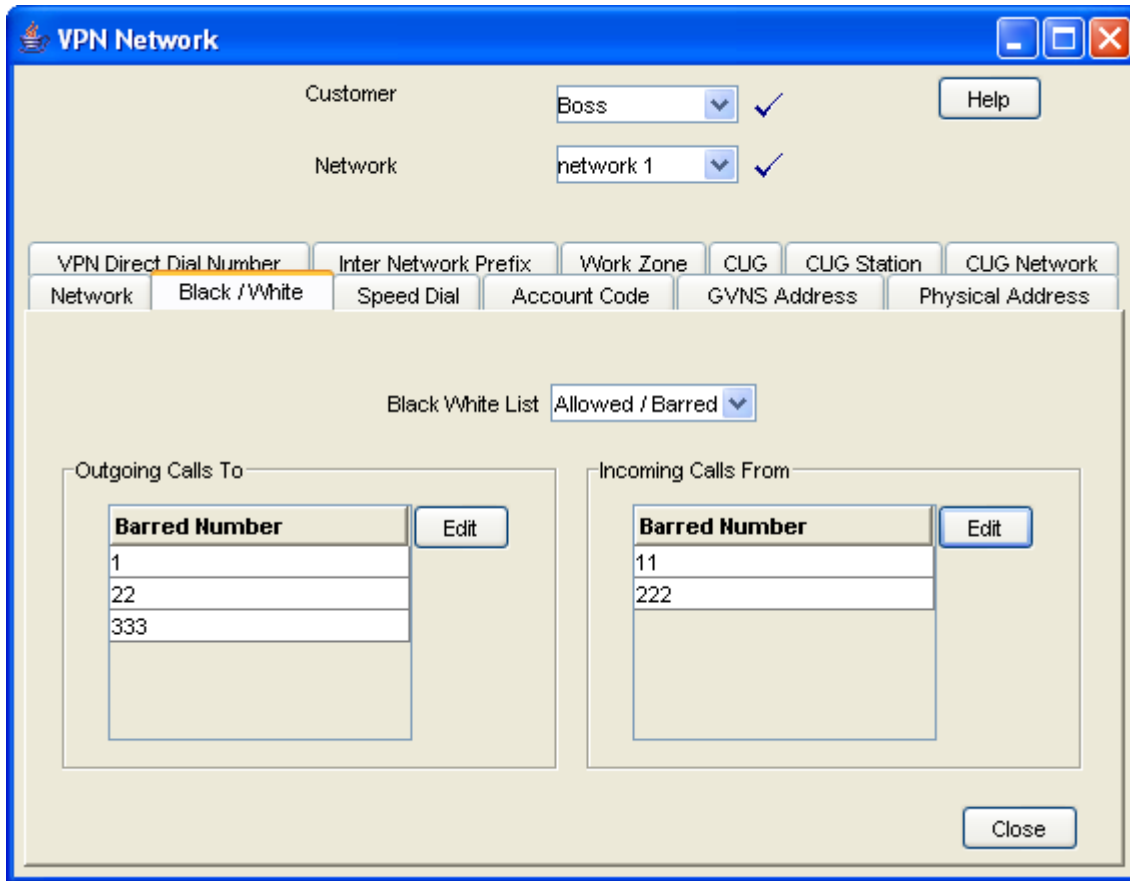 VPN Network
Customer Boss Help
Network network 1
VPN Direct Dial Number Inter Network Prefix Work Zone CUG CUG Station CUG Network
Network Black / White Speed Dial Account Code GVNS Address Physical Address
Black White List Allowed / Barred
Outgoing Calls To Incoming Calls From
Barred Number Edit Barred Number Edit
1 11
22 222
333
Close